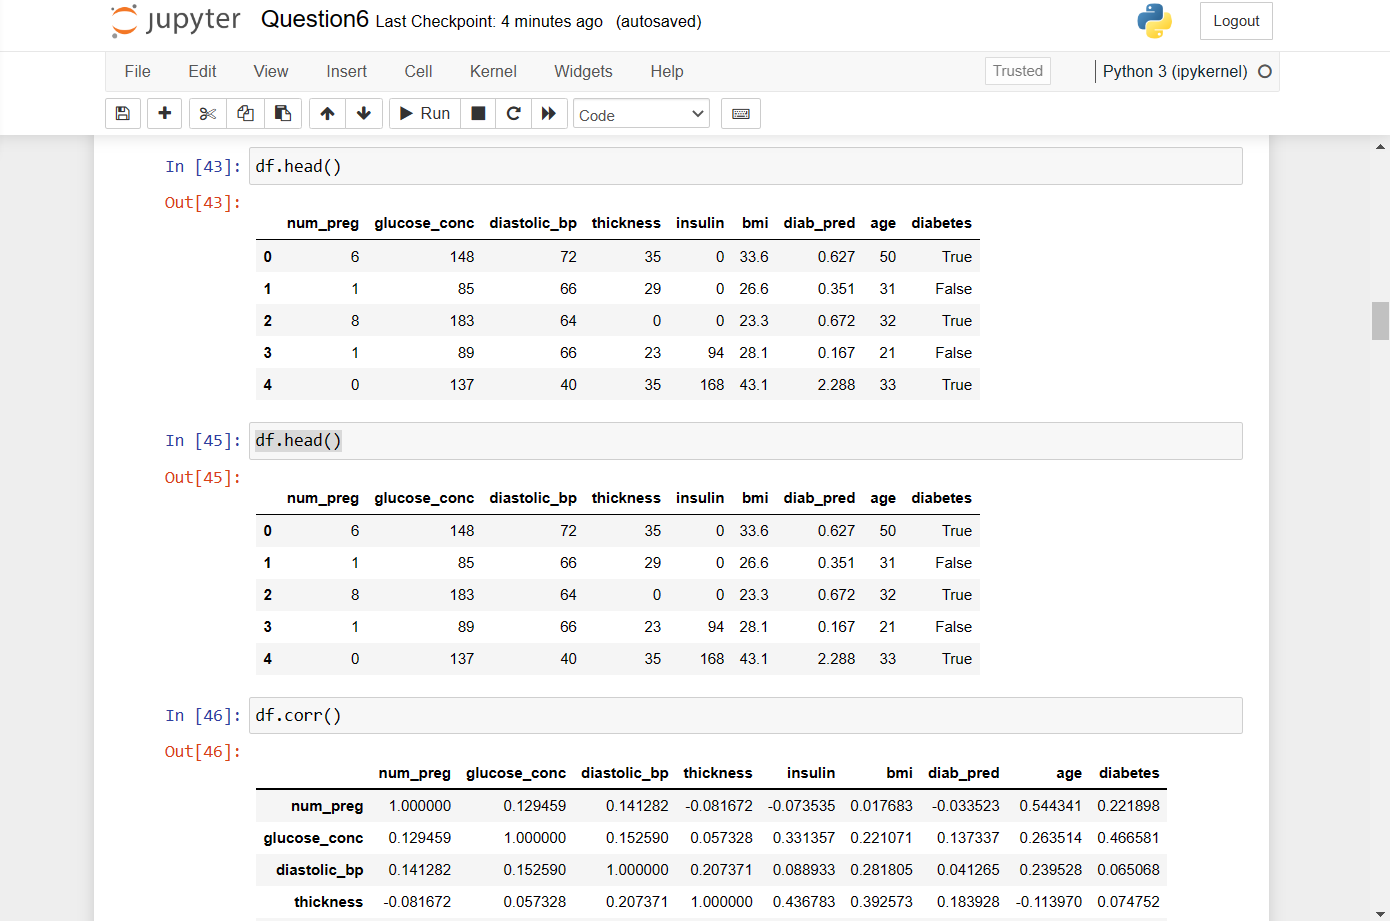 jupyter Question6 Last Checkpoint: 4 minutes ago (autosaved) Logout
File Edit View Insert Cell Kernel Widgets Help Trusted Python 3 (ipykernel)
Run Code
In [43]: df.head()
Out[43]:
num_preg glucose_conc diastolic_bp thickness insulin bmi diab_pred age diabetes
0 6 148 72 35 0 33.6 0.627 50 True
1 1 85 66 29 0 26.6 0.351 31 False
2 8 183 64 0 0 23.3 0.672 32 True
3 1 89 66 23 94 28.1 0.167 21 False
4 0 137 40 35 168 43.1 2.288 33 True
In [45]: df.head()
Out[45]:
num_preg glucose_conc diastolic_bp thickness insulin bmi diab_pred age diabetes
0 6 148 72 35 0 33.6 0.627 50 True
1 1 85 66 29 0 26.6 0.351 31 False
2 8 183 64 0 0 23.3 0.672 32 True
3 1 89 66 23 94 28.1 0.167 21 False
4 0 137 40 35 168 43.1 2.288 33 True
In [46]: df.corr()
Out[46]:
num_preg glucose_conc diastolic_bp thickness insulin bmi diab_pred age diabetes
num_preg 1.000000 0.129459 0.141282 -0.081672 -0.073535 0.017683 -0.033523 0.544341 0.221898
glucose_conc 0.129459 1.000000 0.152590 0.057328 0.331357 0.221071 0.137337 0.263514 0.466581
diastolic_bp 0.141282 0.152590 1.000000 0.207371 0.088933 0.281805 0.041265 0.239528 0.065068
thickness -0.081672 0.057328 0.207371 1.000000 0.436783 0.392573 0.183928 -0.113970 0.074752